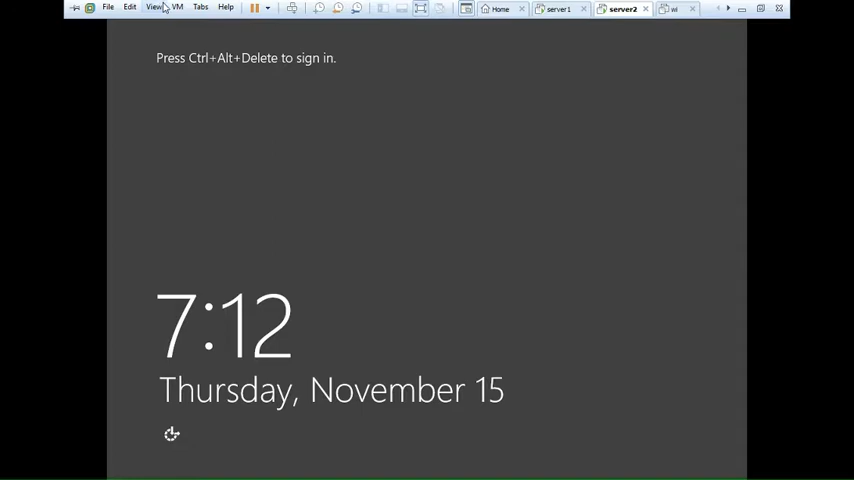 File Edit View VM Tabs Help Home server1 server2 wi
Press Ctrl+Alt+Delete to sign in.
7:12
Thursday, November 15